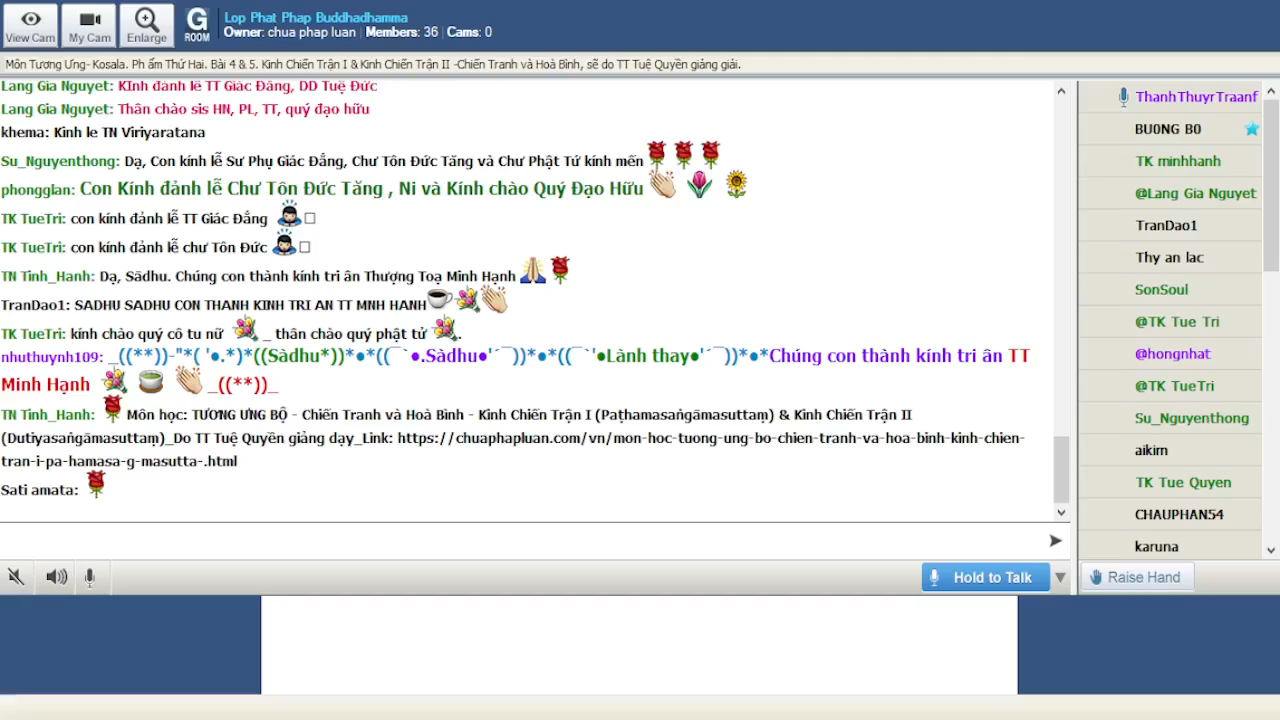 View Cam
My Cam
Enlarge
G ROOM
Lop Phat Phap Buddhadhamma
Owner: chua phap luan | Members: 36 | Cams: 0
Môn Tương Ưng- Kosala. Ph ẩm Thứ Hai. Bài 4 & 5. Kinh Chiến Trận I & Kinh Chiến Trận II -Chiến Tranh và Hoà Bình, sẽ do TT Tuệ Quyền giảng giải.
Lang Gia Nguyet: KInh đảnh lễ TT Giác Đẳng, DD Tuệ Đức
Lang Gia Nguyet: Thân chào sis HN, PL, TT, quý đạo hữu
khema: Kinh le TN Viriyaratana
Su_Nguyenthong: Dạ, Con kính lễ Sư Phụ Giác Đẳng, Chư Tôn Đức Tăng và Chư Phật Tứ kính mến
phongglan: Con Kính đảnh lễ Chư Tôn Đức Tăng , Ni và Kính chào Quý Đạo Hữu
TK TueTri: con kính đảnh lễ TT Giác Đẳng
TK TueTri: con kính đảnh lễ chư Tôn Đức
TN Tinh_Hanh: Dạ, Sādhu. Chúng con thành kính tri ân Thượng Toạ Minh Hạnh
TranDao1: SADHU SADHU CON THANH KINH TRI AN TT MNH HANH
TK TueTri: kính chào quý cô tu nữ _ thân chào quý phật tử .
nhuthuynh109: _((**))-"*( '●.*)*((Sàdhu*))*●*((¯`●.Sàdhu●'´¯))*●*((¯`'●Lành thay●'´¯))*●*Chúng con thành kính tri ân TT
Minh Hạnh _((**))_
TN Tinh_Hanh: Môn học: TƯƠNG ƯNG BỘ - Chiến Tranh và Hoà Bình - Kinh Chiến Trận I (Paṭhamasaṅgāmasuttaṃ) & Kinh Chiến Trận II
(Dutiyasaṅgāmasuttaṃ)_Do TT Tuệ Quyền giảng dạy_Link: https://chuaphapluan.com/vn/mon-hoc-tuong-ung-bo-chien-tranh-va-hoa-binh-kinh-chien-
tran-i-pa-hamasa-g-masutta-.html
Sati amata:
Hold to Talk
ThanhThuyrTraanf
BUONG BO
TK minhhanh
@Lang Gia Nguyet
TranDao1
Thy an lac
SonSoul
@TK Tue Tri
@hongnhat
@TK TueTri
Su_Nguyenthong
aikim
TK Tue Quyen
CHAUPHAN54
karuna
Raise Hand